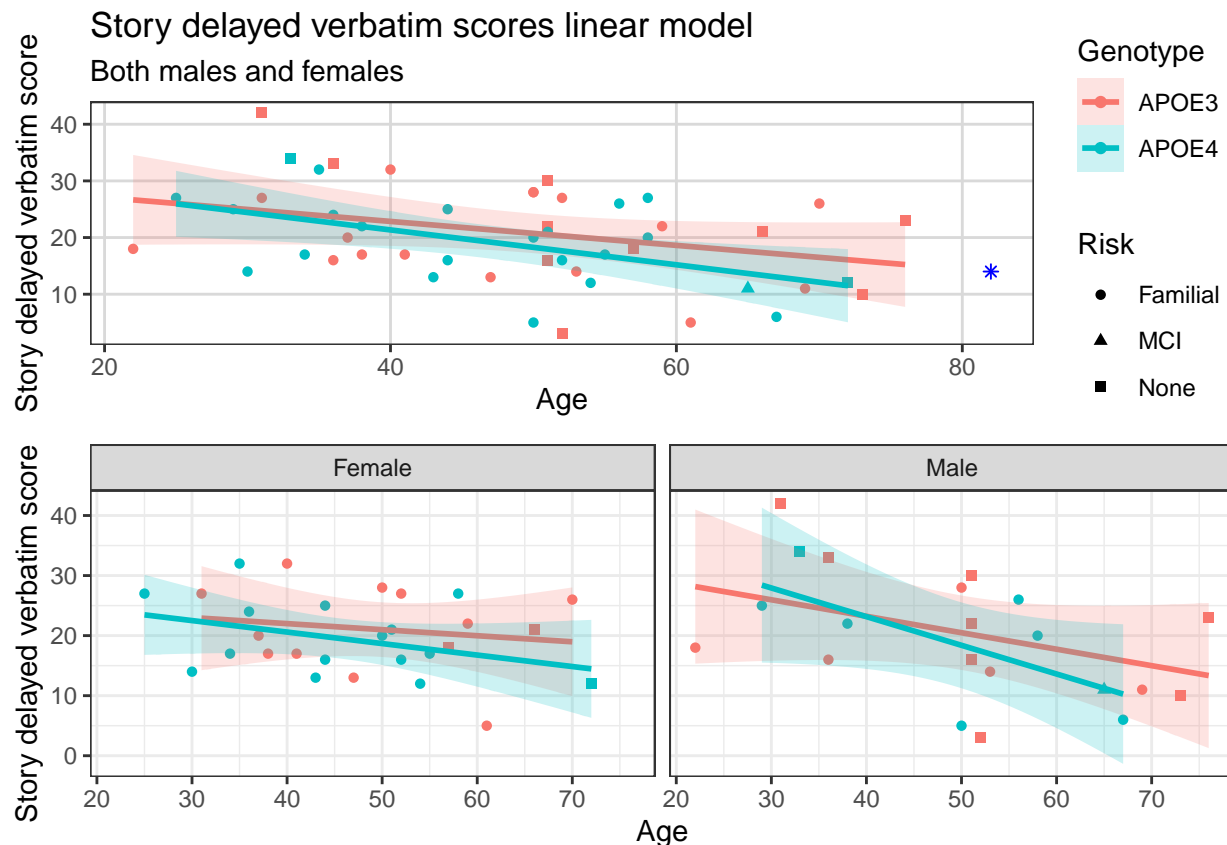 Story delayed verbatim scores linear model
Both males and females
Story delayed verbatim score
40
30
20
10
20
40
60
80
Age
Genotype
APOE3
APOE4
Risk
Familial
MCI
None
Female
Male
Story delayed verbatim score
40
30
20
10
0
20
30
40
50
60
70
20
30
40
50
60
70
Age